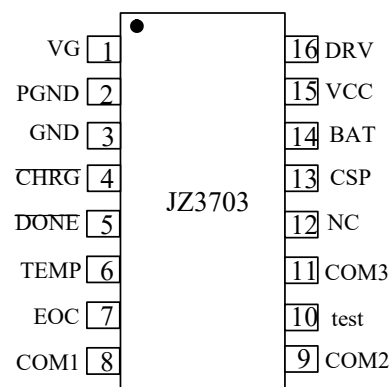 VG 1 16 DRV
PGND 2 15 VCC
GND 3 14 BAT
CHRG 4 13 CSP
JZ3703
DONE 5 12 NC
TEMP 6 11 COM3
EOC 7 10 test
COM1 8 9 COM2